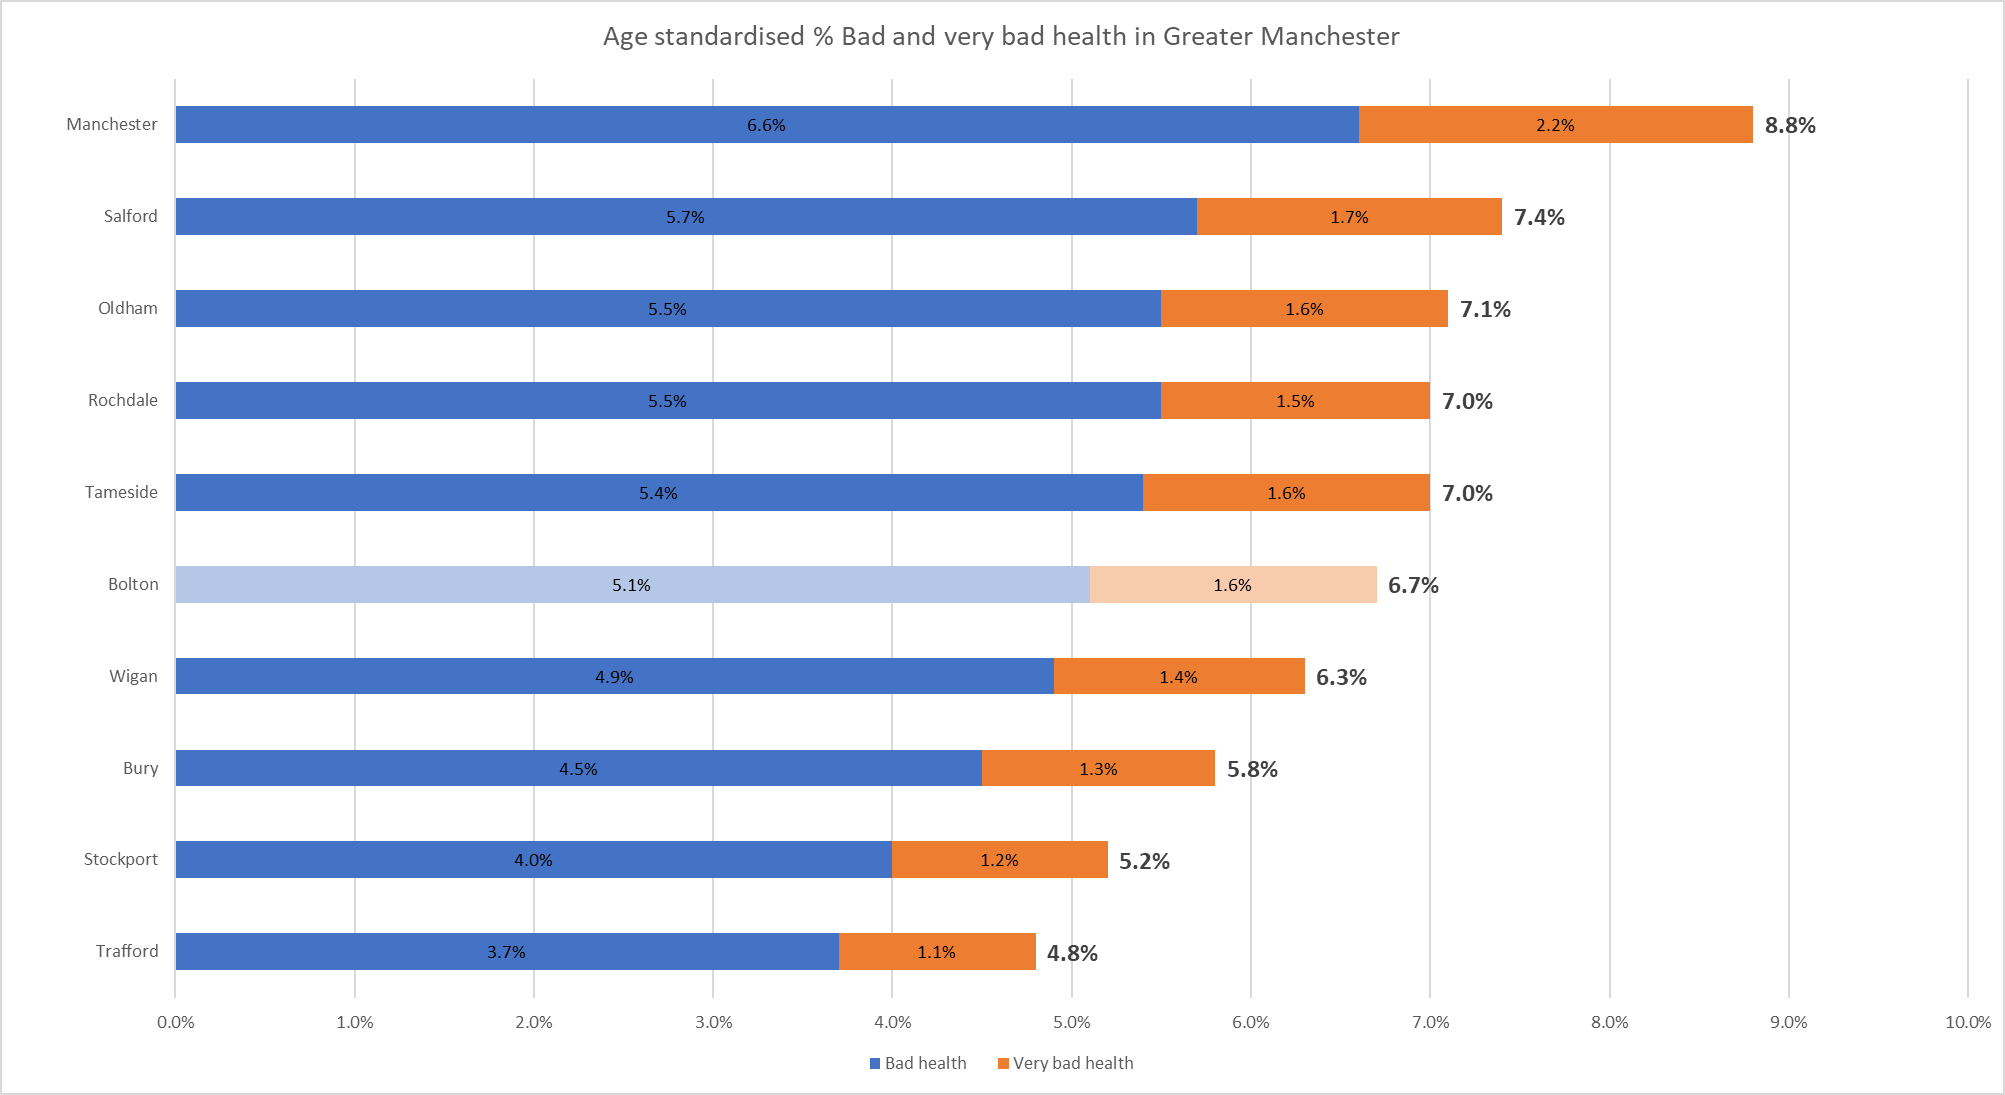 Age standardised % Bad and very bad health in Greater Manchester
Manchester 6.6% 2.2% 8.8%
Salford 5.7% 1.7% 7.4%
Oldham 5.5% 1.6% 7.1%
Rochdale 5.5% 1.5% 7.0%
Tameside 5.4% 1.6% 7.0%
Bolton 5.1% 1.6% 6.7%
Wigan 4.9% 1.4% 6.3%
Bury 4.5% 1.3% 5.8%
Stockport 4.0% 1.2% 5.2%
Trafford 3.7% 1.1% 4.8%
0.0% 1.0% 2.0% 3.0% 4.0% 5.0% 6.0% 7.0% 8.0% 9.0% 10.0%
Bad health Very bad health